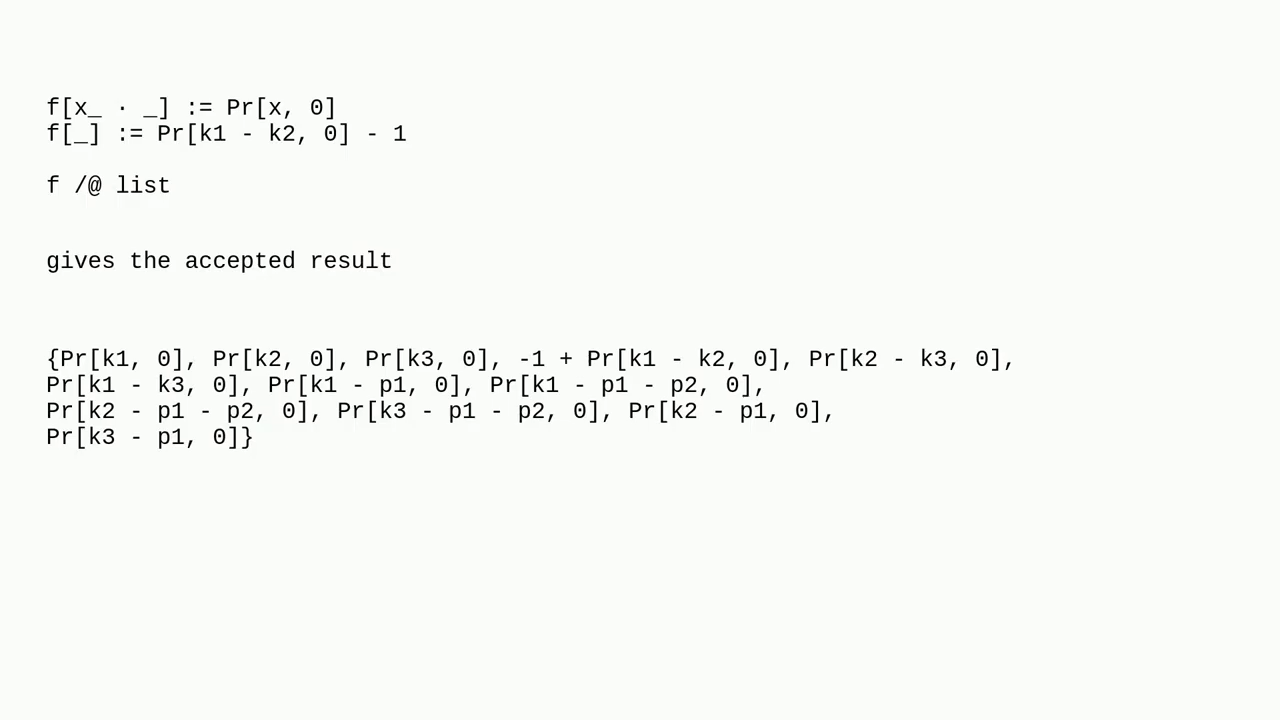 f[x_ · _] := Pr[x, 0]
f[_] := Pr[k1 - k2, 0] - 1
f /@ list
gives the accepted result
{Pr[k1, 0], Pr[k2, 0], Pr[k3, 0], -1 + Pr[k1 - k2, 0], Pr[k2 - k3, 0],
Pr[k1 - k3, 0], Pr[k1 - p1, 0], Pr[k1 - p1 - p2, 0],
Pr[k2 - p1 - p2, 0], Pr[k3 - p1 - p2, 0], Pr[k2 - p1, 0],
Pr[k3 - p1, 0]}